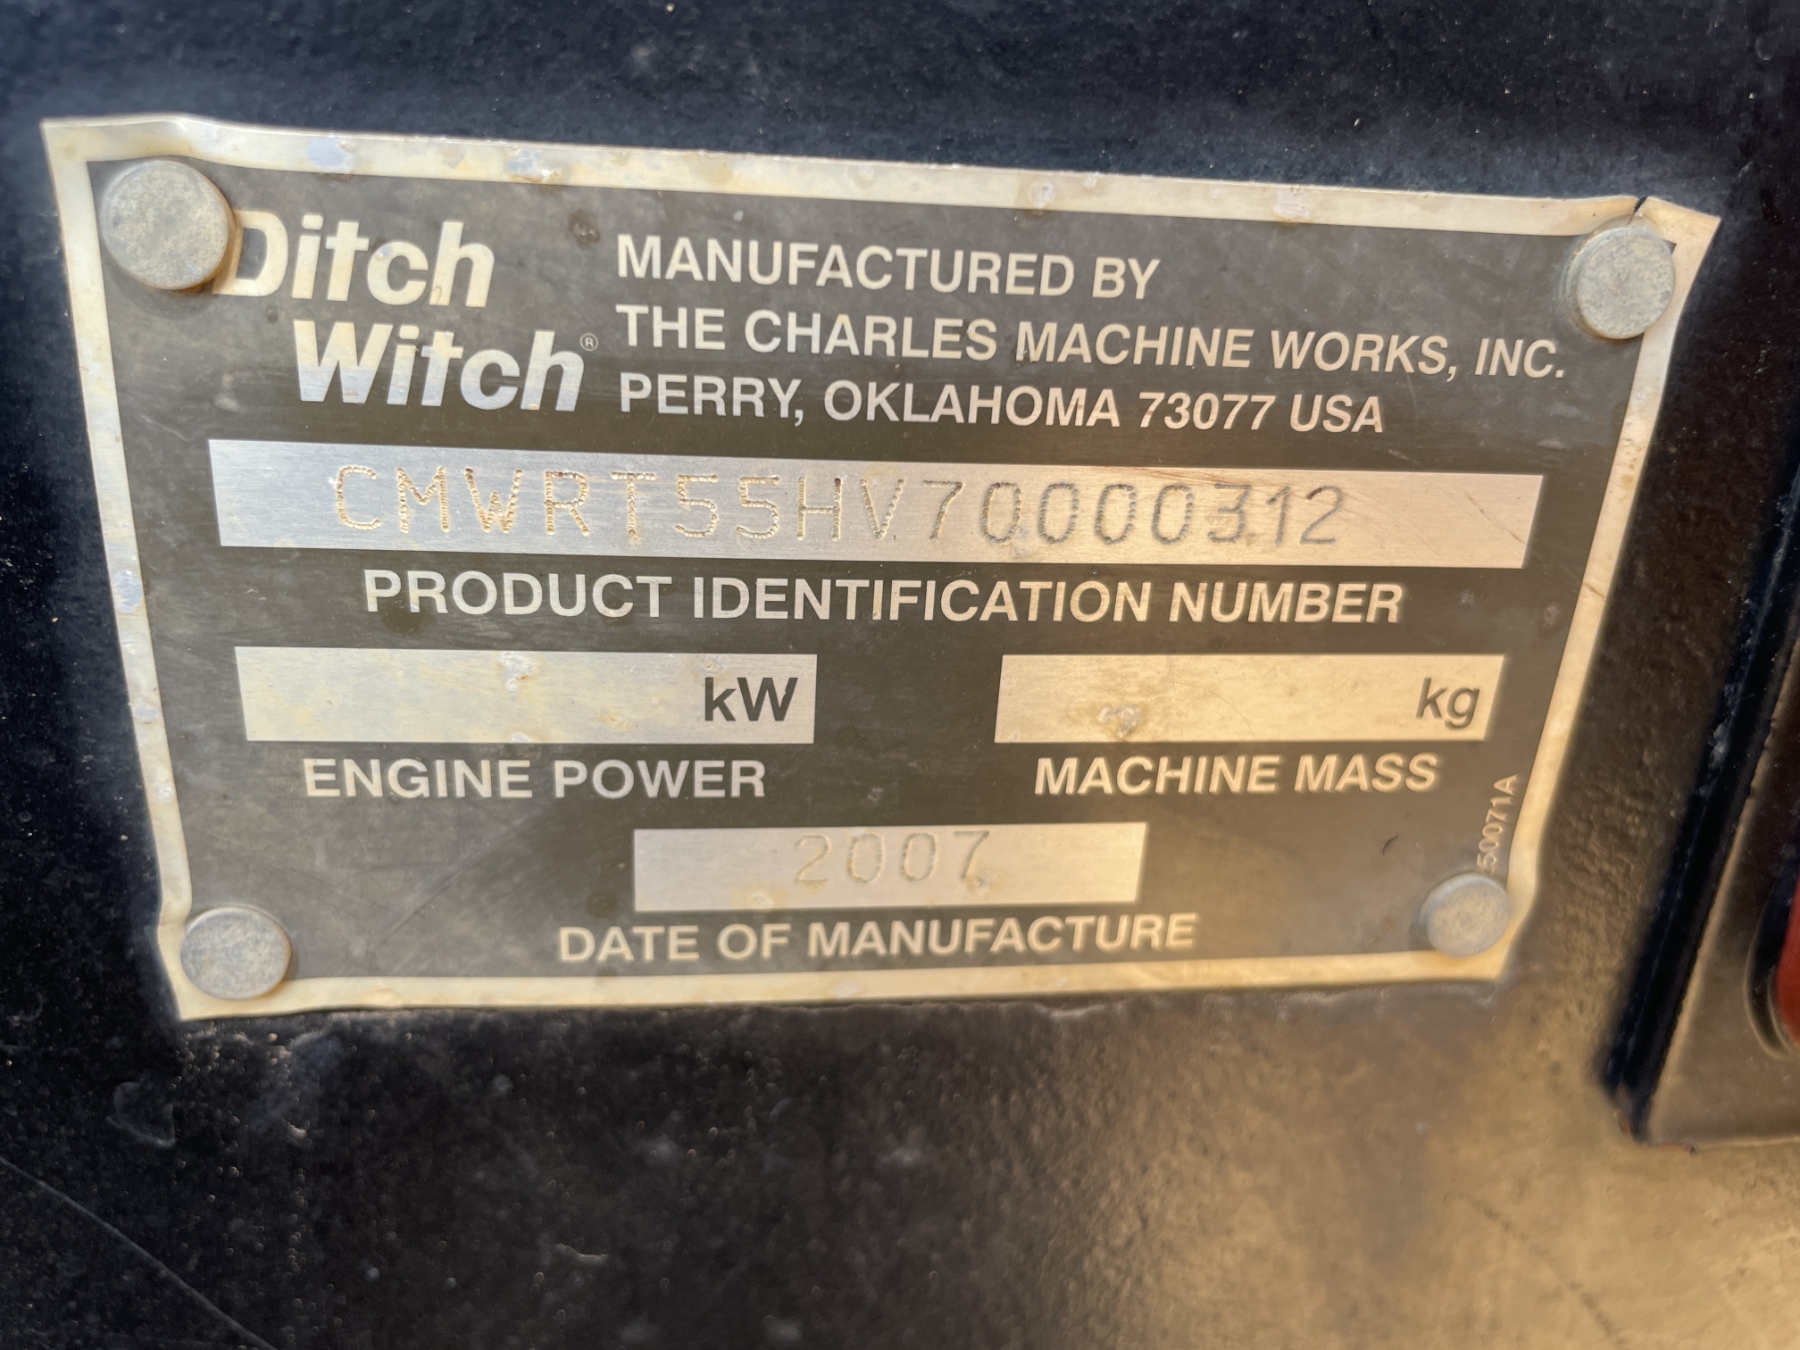 Ditch
Witch®
MANUFACTURED BY
THE CHARLES MACHINE WORKS, INC.
PERRY, OKLAHOMA 73077 USA
CMWRT55HV70000312
PRODUCT IDENTIFICATION NUMBER
kW
ENGINE POWER
kg
MACHINE MASS
2007
DATE OF MANUFACTURE